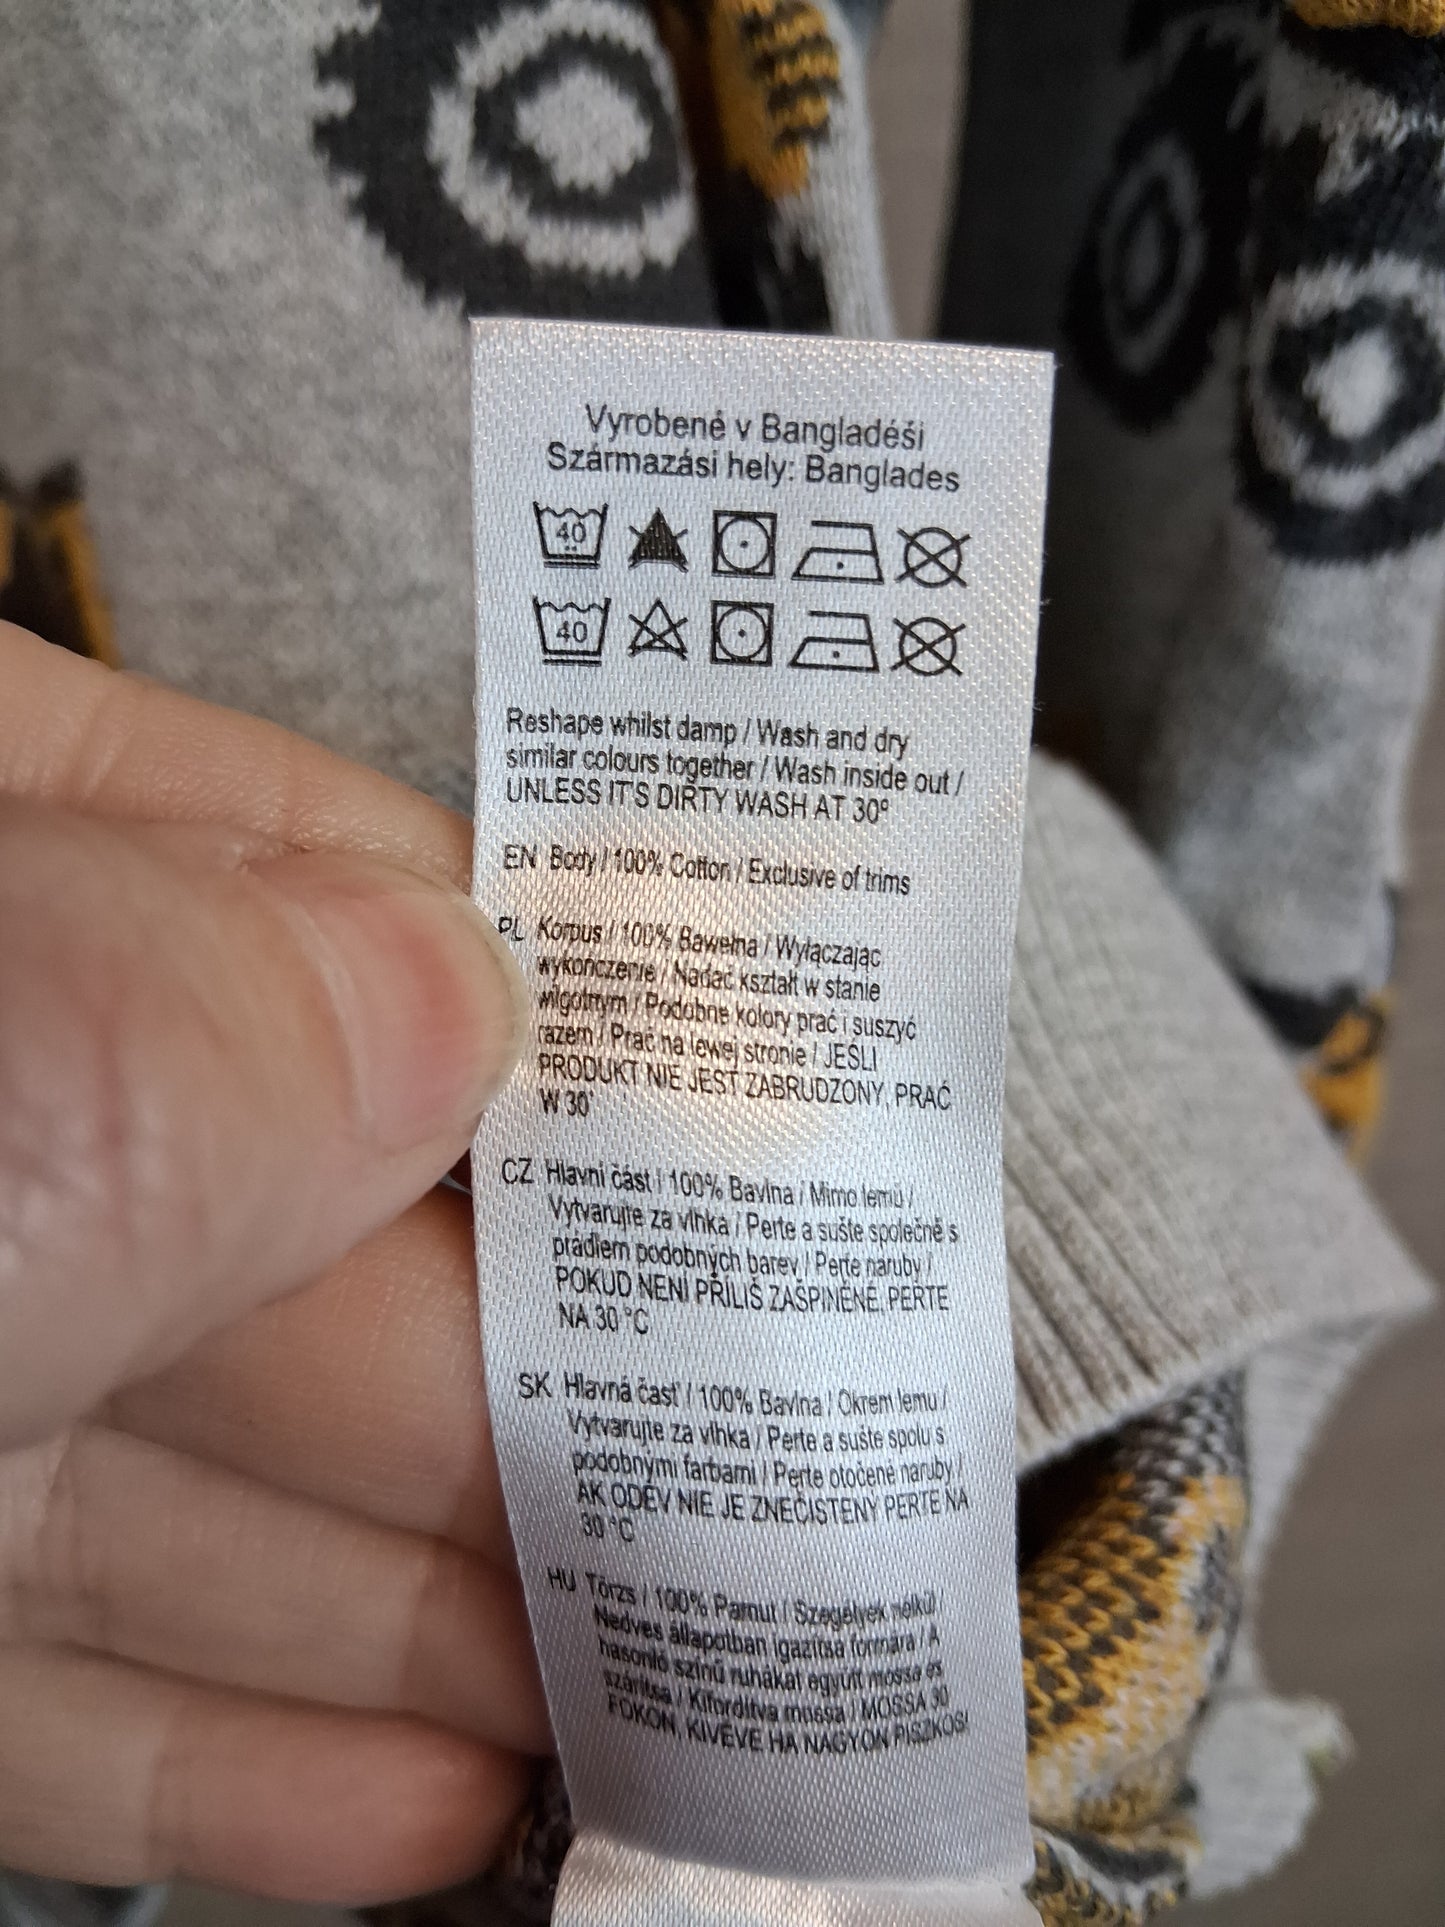 Vyrobené v Bangladéši
Származási hely: Banglades
40
40
Reshape whilst damp / Wash and dry
similar colours together / Wash inside out /
UNLESS IT'S DIRTY WASH AT 30º
EN Body / 100% Cotton / Exclusive of trims
PL Korpus / 100% Bawełna / Wyłączając
wykończenie / Nadać kształt w stanie
wilgotnym / Podobne kolory prać i suszyć
razem / Prać na lewej stronie / JEŚLI
PRODUKT NIE JEST ZABRUDZONY, PRAĆ
W 30°
CZ Hlavní část / 100% Bavlna / Mimo lemu /
Vytvarujte za vlhka / Perte a sušte společně s
prádlem podobných barev / Perte naruby /
POKUD NENÍ PŘÍLIŠ ZAŠPINĚNÉ, PERTE
NA 30 °C
SK Hlavná časť / 100% Bavlna / Okrem lemu /
Vytvarujte za vlhka / Perte a sušte spolu s
podobnými farbami / Perte otočené naruby /
AK ODEV NIE JE ZNEČISTENÝ PERTE NA
30 °C
HU Törzs / 100% Pamut / Szegélyek nélkül /
Nedves állapotban igazítsa formára / A
hasonló színű ruhákat együtt mossa és
szárítsa / Kifordítva mossa / MOSSA 30
FOKON, KIVÉVE HA NAGYON PISZKOS!